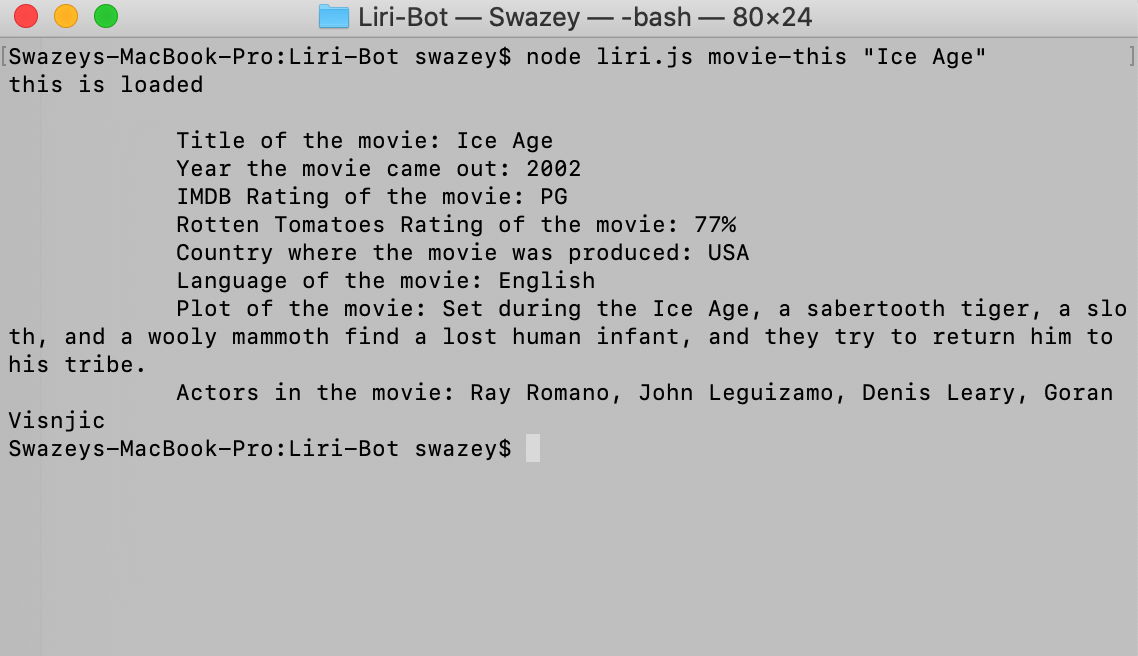 Liri-Bot — Swazey — -bash — 80×24
[Swazeys-MacBook-Pro:Liri-Bot swazey$ node liri.js movie-this "Ice Age" ]
this is loaded
Title of the movie: Ice Age
Year the movie came out: 2002
IMDB Rating of the movie: PG
Rotten Tomatoes Rating of the movie: 77%
Country where the movie was produced: USA
Language of the movie: English
Plot of the movie: Set during the Ice Age, a sabertooth tiger, a slo
th, and a wooly mammoth find a lost human infant, and they try to return him to
his tribe.
Actors in the movie: Ray Romano, John Leguizamo, Denis Leary, Goran
Visnjic
Swazeys-MacBook-Pro:Liri-Bot swazey$